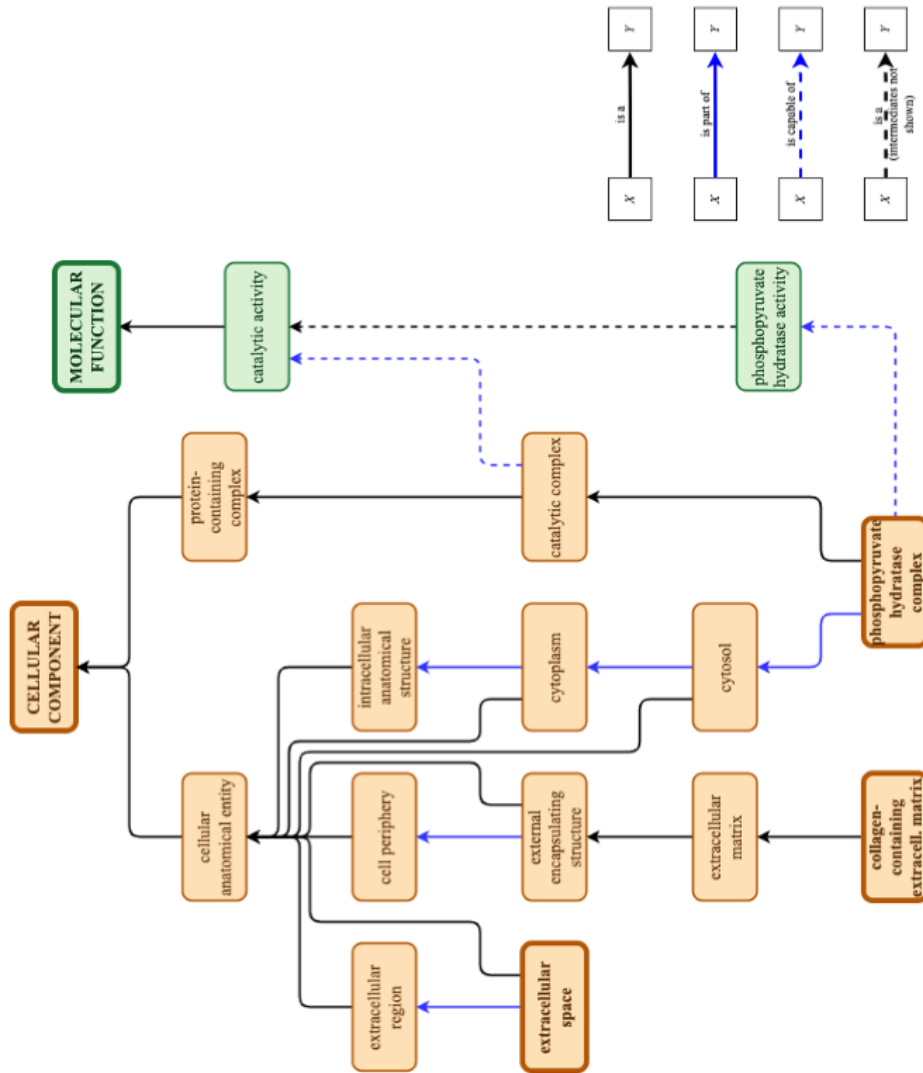 CELLULAR
COMPONENT
MOLECULAR
FUNCTION
cellular
anatomical entity
protein-
containing
complex
catalytic activity
extracellular
region
cell periphery
intracellular
anatomical
structure
extracellular
space
external
encapsulating
structure
cytoplasm
catalytic complex
extracellular
matrix
cytosol
phosphopyruvate
hydratase activity
collagen-
containing
extracell. matrix
phosphopyruvate
hydratase
complex
X
is a
Y
X
is part of
Y
X
is capable of
Y
X
is a
(intermediates not
shown)
Y